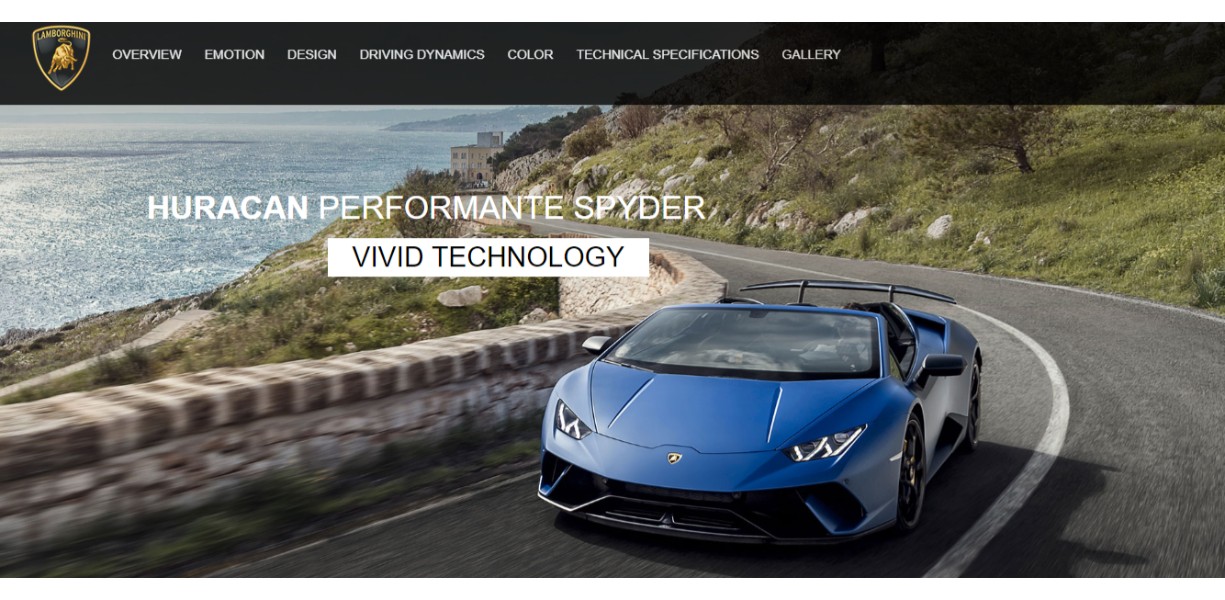 LAMBORGHINI
OVERVIEW EMOTION DESIGN DRIVING DYNAMICS COLOR TECHNICAL SPECIFICATIONS GALLERY
HURACAN PERFORMANTE SPYDER
VIVID TECHNOLOGY